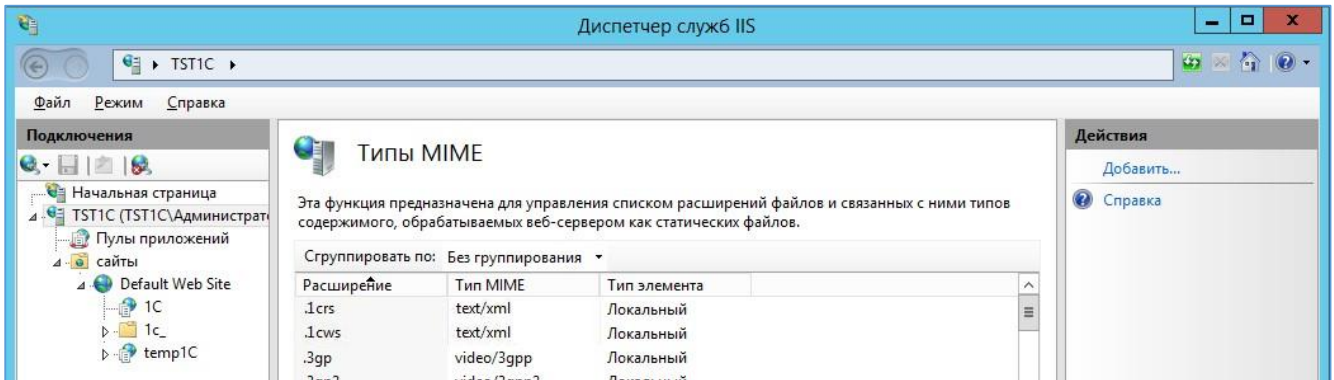 Диспетчер служб IIS
TST1C
Файл Режим Справка
Подключения
Начальная страница
TST1C (TST1C\Администрат
Пулы приложений
сайты
Default Web Site
1C
1c_
temp1C
Типы MIME
Эта функция предназначена для управления списком расширений файлов и связанных с ними типов
содержимого, обрабатываемых веб-сервером как статических файлов.
Сгруппировать по: Без группирования
Расширение Тип MIME Тип элемента
.1crs text/xml Локальный
.1cws text/xml Локальный
.3gp video/3gpp Локальный
Действия
Добавить...
Справка